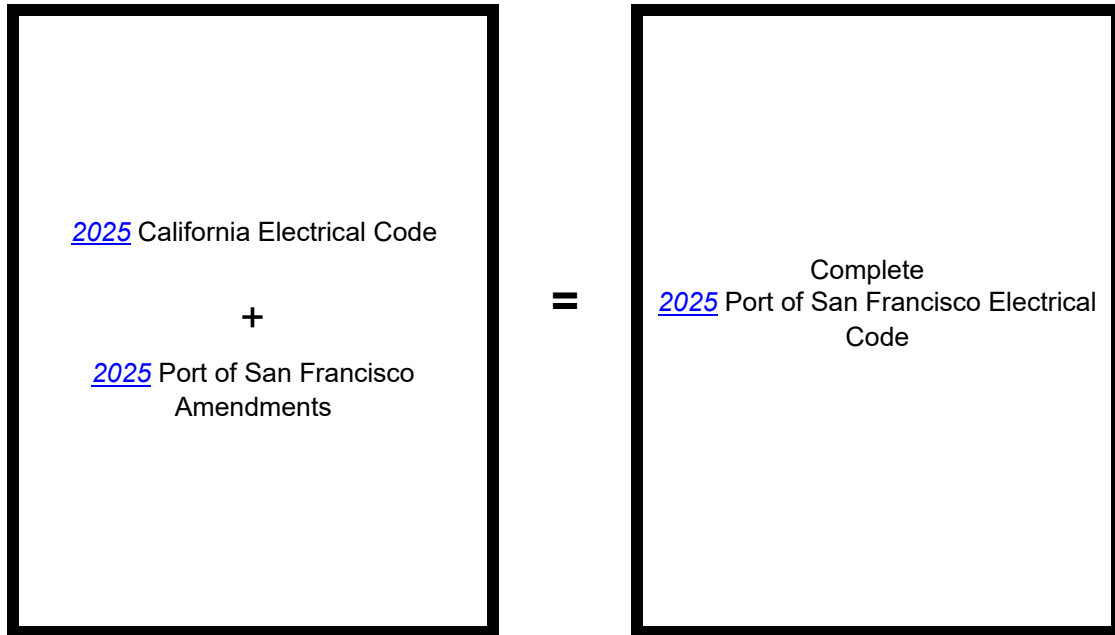 2025 California Electrical Code
+
2025 Port of San Francisco
Amendments
=
Complete
2025 Port of San Francisco Electrical
Code